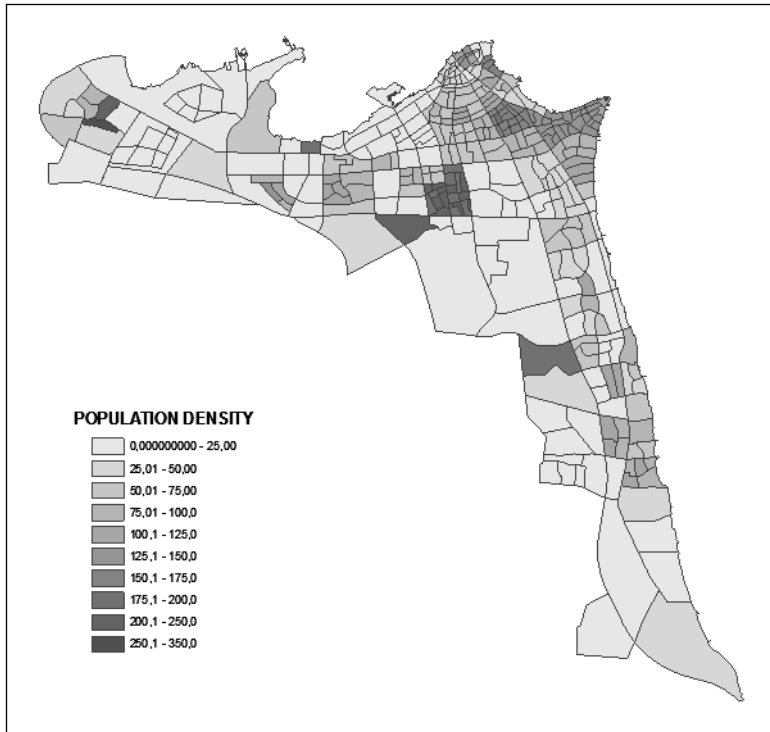 POPULATION DENSITY
0,000000000 - 25,00
25,01 - 50,00
50,01 - 75,00
75,01 - 100,0
100,1 - 125,0
125,1 - 150,0
150,1 - 175,0
175,1 - 200,0
200,1 - 250,0
250,1 - 350,0